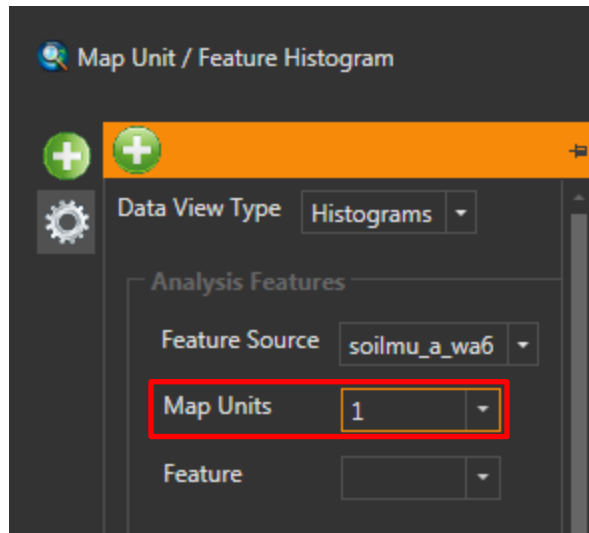 Map Unit / Feature Histogram
Data View Type Histograms
Analysis Features
Feature Source soilmu_a_wa6
Map Units 1
Feature